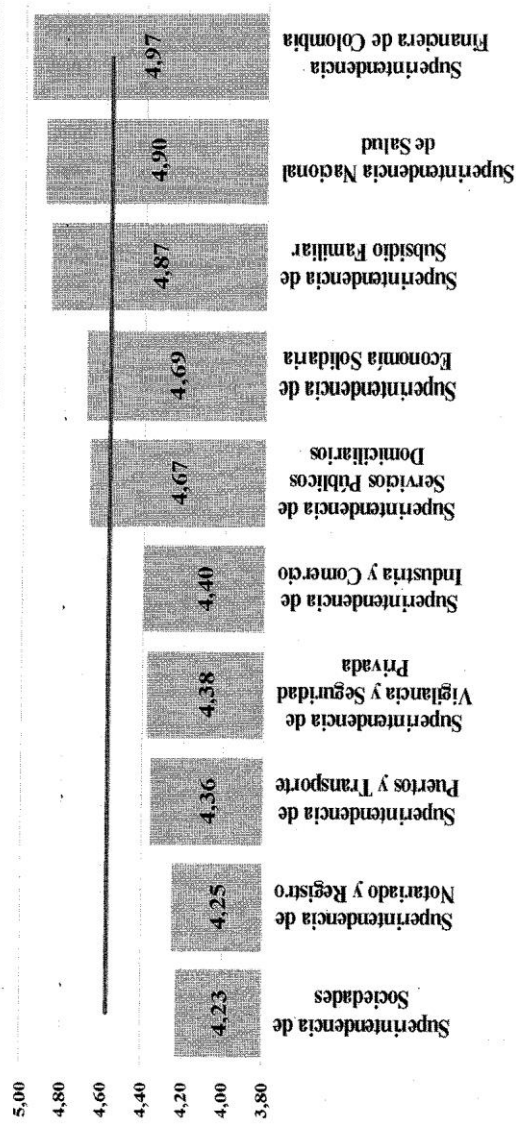 5,00
4,80
4,60
4,40
4,20
4,00
3,80
4,23
4,25
4,36
4,38
4,40
4,67
4,69
4,87
4,90
4,97
Superintendencia de
Sociedades
Superintendencia de
Notariado y Registro
Superintendencia de
Puertos y Transporte
Superintendencia de
Vigilancia y Seguridad
Privada
Superintendencia de
Industria y Comercio
Superintendencia de
Servicios Públicos
Domiciliarios
Superintendencia de
Economía Solidaria
Superintendencia de
Subsidio Familiar
Superintendencia Nacional
de Salud
Superintendencia
Financiera de Colombia